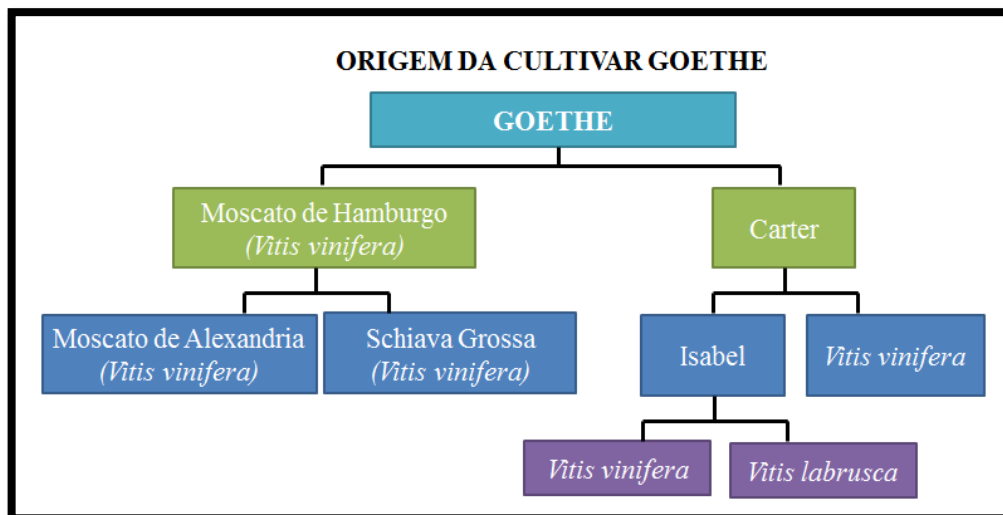 ORIGEM DA CULTIVAR GOETHE
GOETHE
Moscato de Hamburgo
(Vitis vinifera)
Carter
Moscato de Alexandria
(Vitis vinifera)
Schiava Grossa
(Vitis vinifera)
Isabel
Vitis vinifera
Vitis vinifera
Vitis labrusca